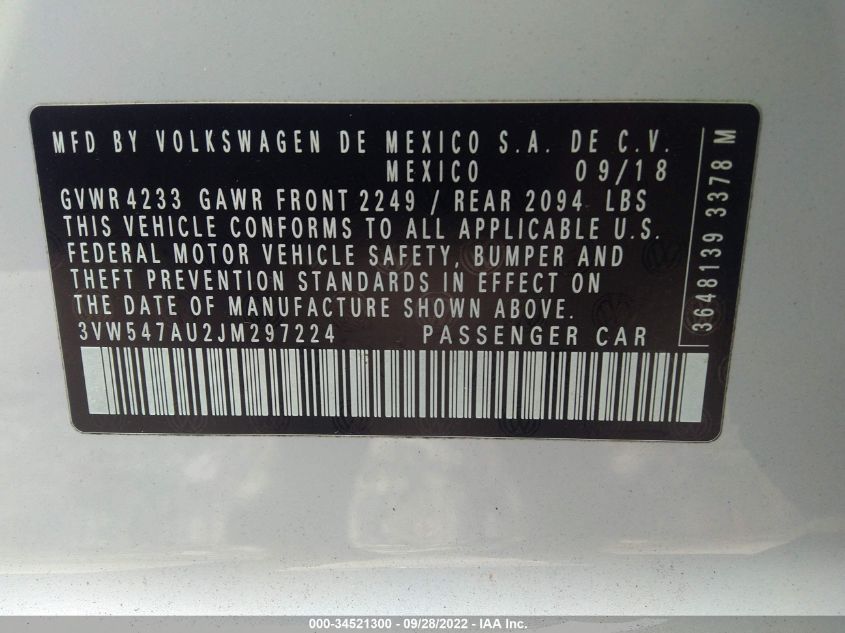 MFD BY VOLKSWAGEN DE MEXICO S.A. DE C.V.
MEXICO 09/18
GVWR 4233 GAWR FRONT 2249 / REAR 2094 LBS
THIS VEHICLE CONFORMS TO ALL APPLICABLE U.S.
FEDERAL MOTOR VEHICLE SAFETY, BUMPER AND
THEFT PREVENTION STANDARDS IN EFFECT ON
THE DATE OF MANUFACTURE SHOWN ABOVE.
3VW547AU2JM297224 PASSENGER CAR
3648139 3378 M
000-34521300 - 09/28/2022 - IAA Inc.